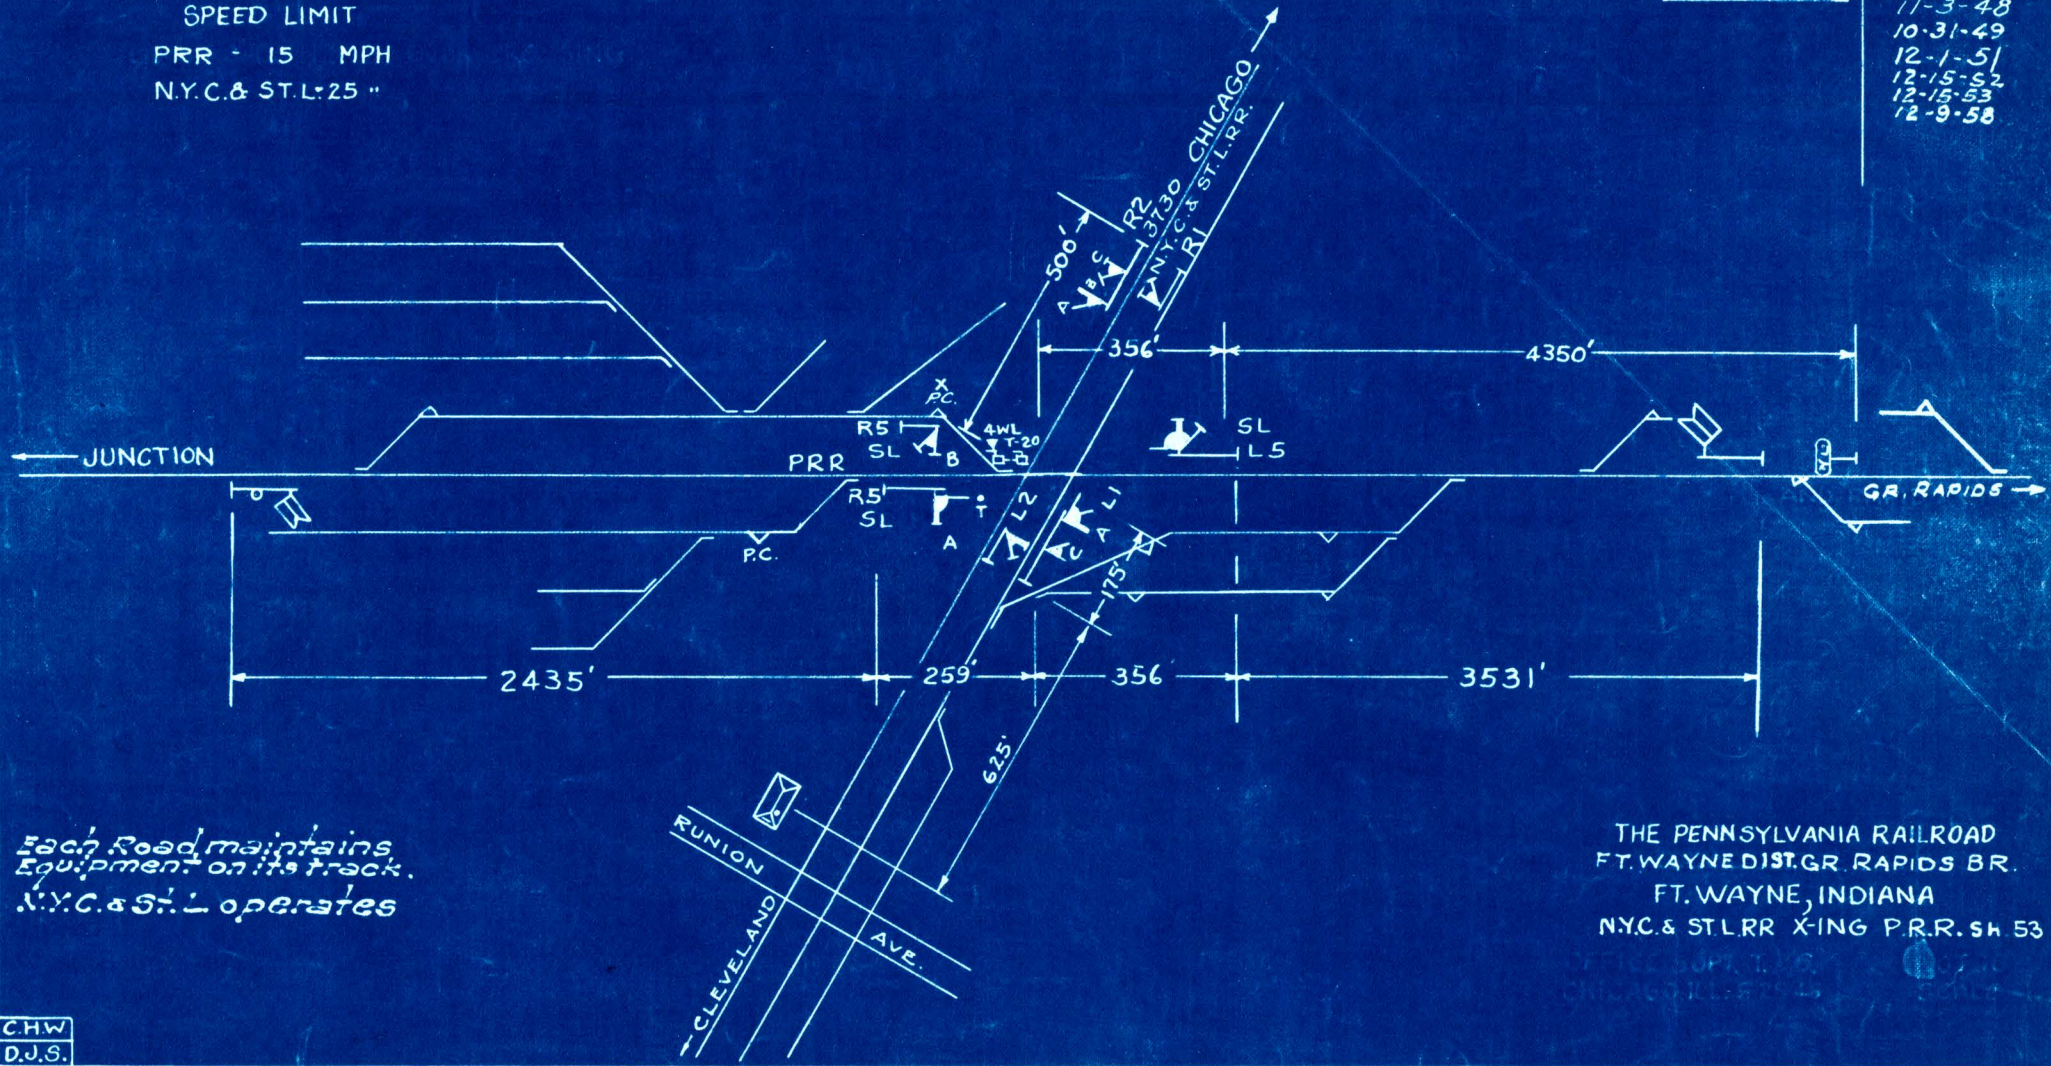 SPEED LIMIT
PRR - 15 MPH
N.Y.C. & ST.L. 25 "
11-3-48
10-31-49
12-1-51
12-15-52
12-15-53
12-9-58
CHICAGO
N.Y.C. & ST. L. RR.
R2
3730
R1
500'
A
B
C
T
356'
4350'
X
P.C.
R5
SL
B
4WL
T-20
SL
L5
JUNCTION
PRR
GR. RAPIDS
R5
SL
T
A
L2
L1
A
C
P.C.
175'
2435'
259'
356
3531'
625'
RUNION
AVE.
CLEVELAND
Each Road maintains
Equipment on its track.
N.Y.C. & St. L operates
THE PENNSYLVANIA RAILROAD
FT. WAYNE DIST. GR. RAPIDS BR.
FT. WAYNE, INDIANA
N.Y.C. & ST. L. RR X-ING P.R.R. SH. 53
C.H.W
D.J.S.